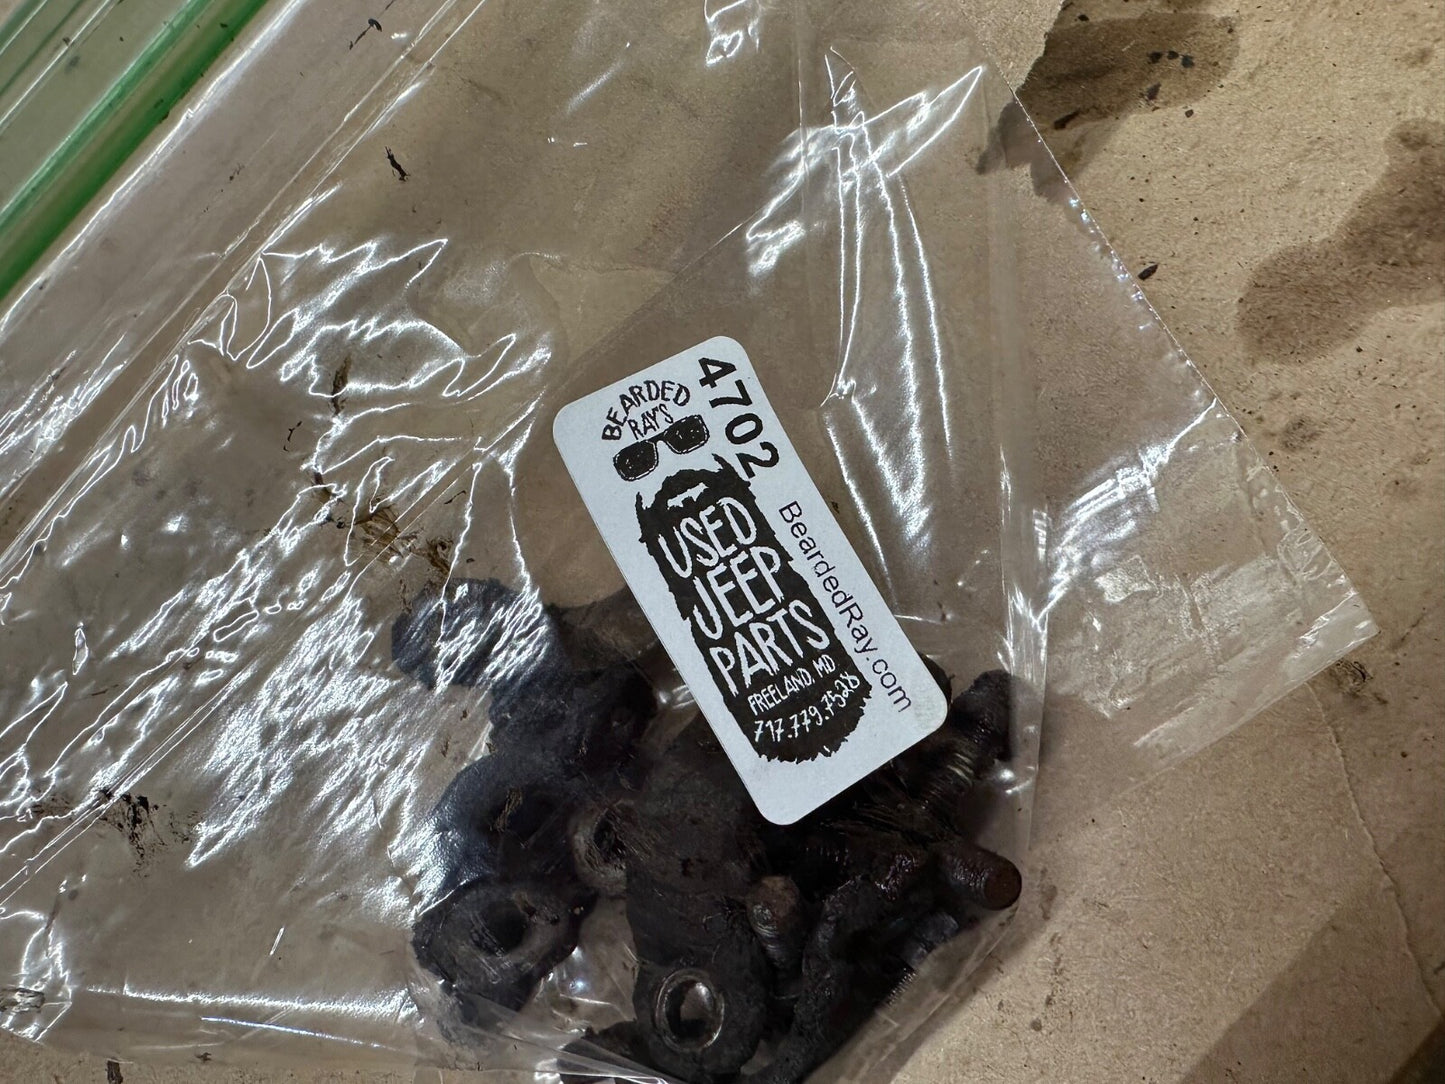 4702
BEARDED
RAY'S
USED
JEEP
PARTS
FREELAND, MD
717.779.7528
BeardedRay.com